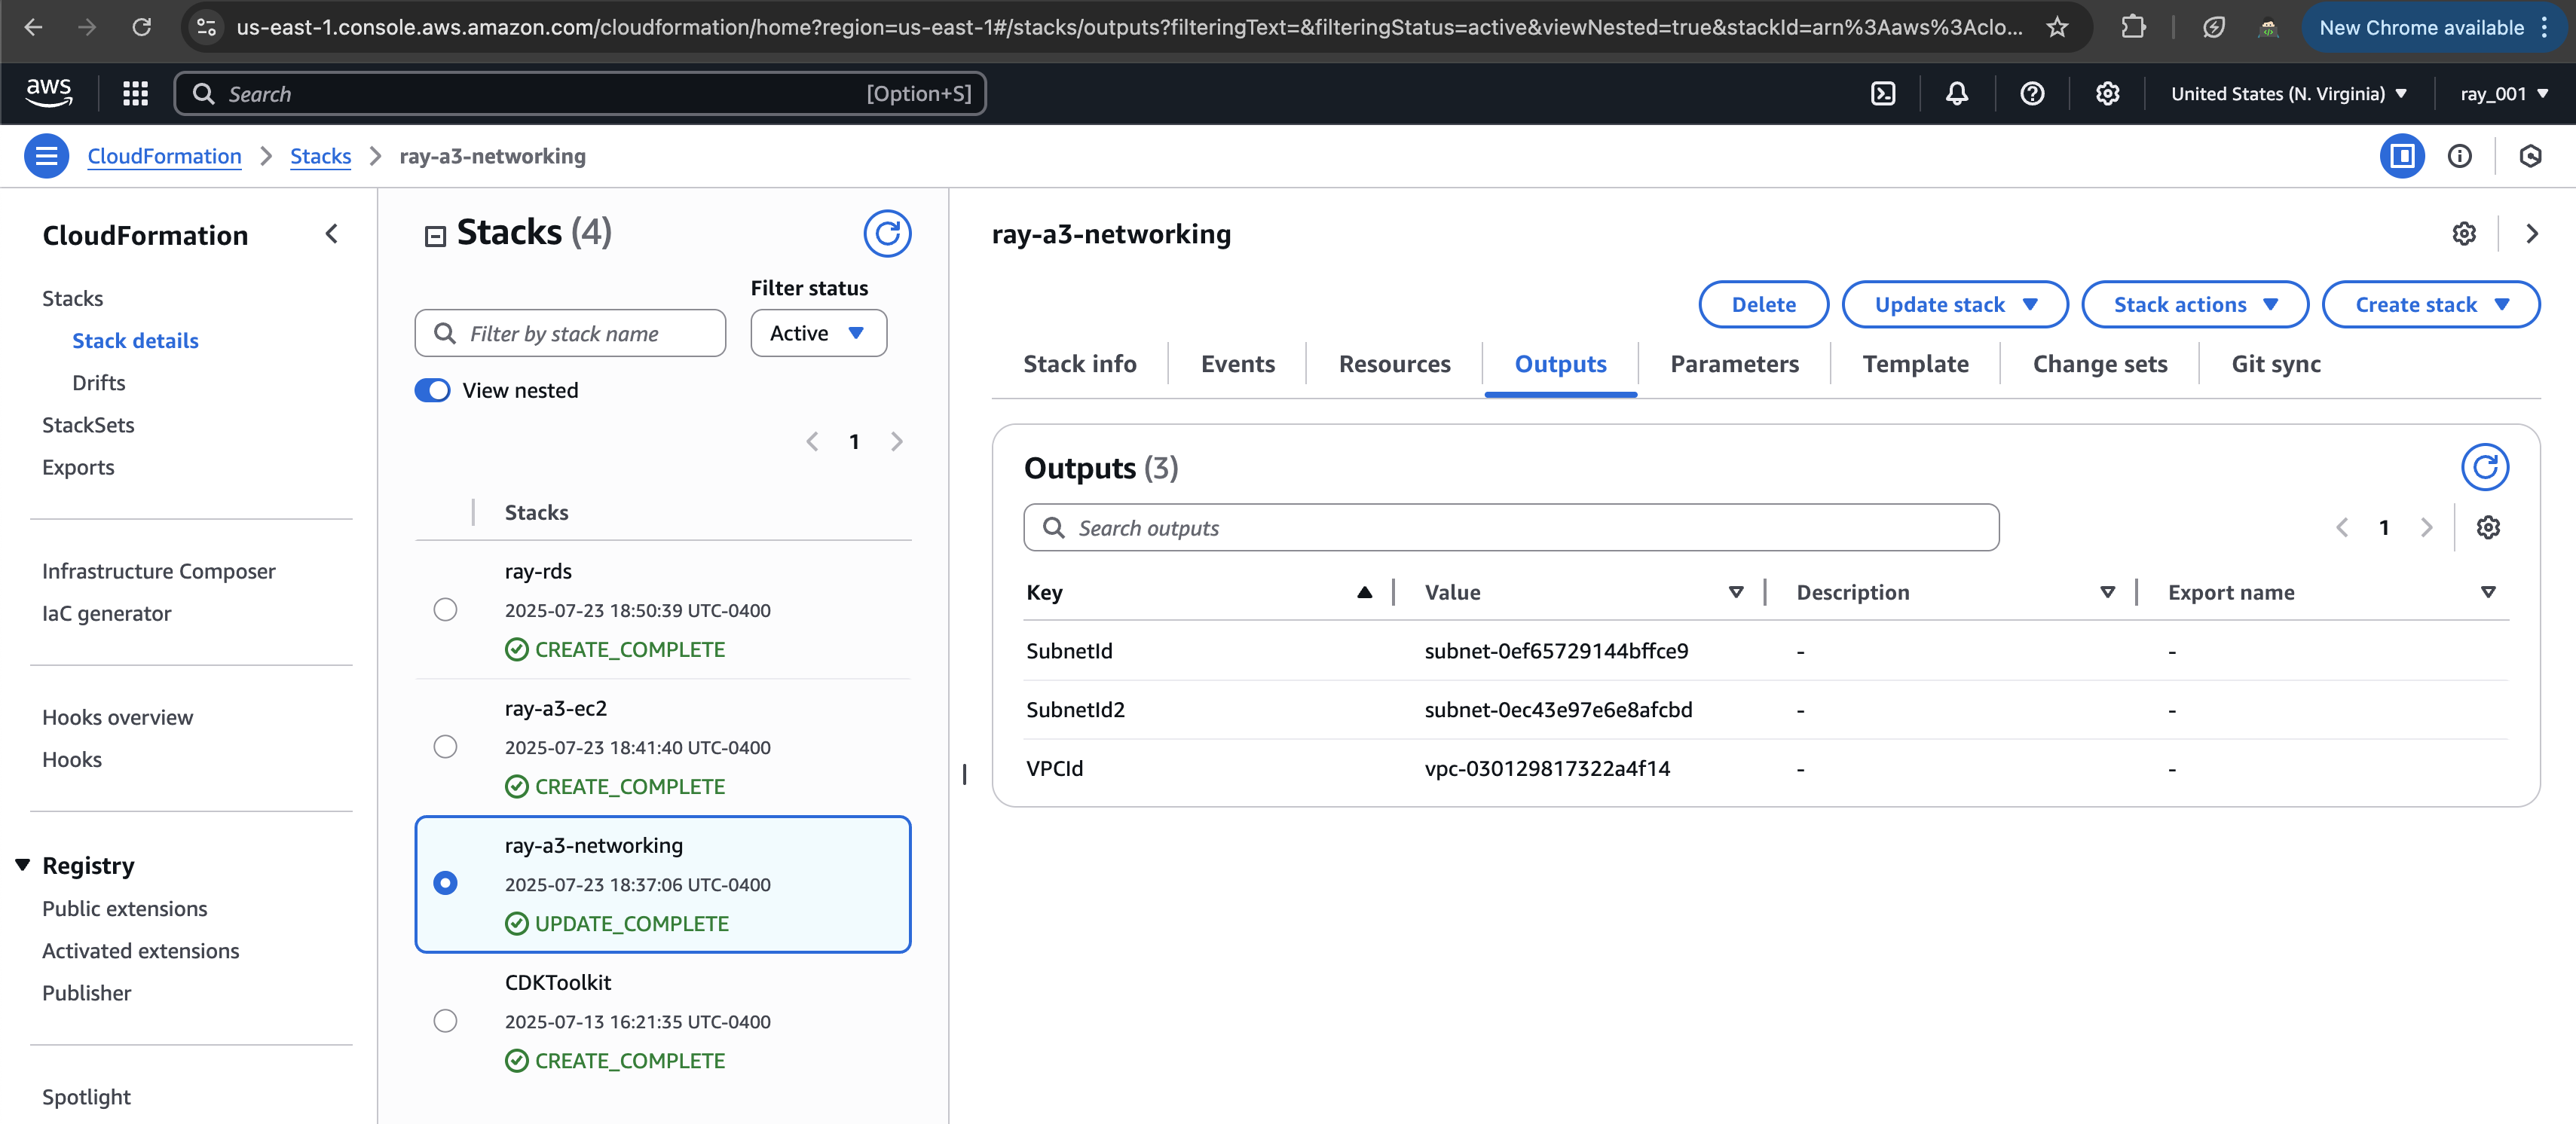 us-east-1.console.aws.amazon.com/cloudformation/home?region=us-east-1#/stacks/outputs?filteringText=&filteringStatus=active&viewNested=true&stackId=arn%3Aaws%3Aclo...
New Chrome available
aws
Search
[Option+S]
United States (N. Virginia)
ray_001
CloudFormation
Stacks
ray-a3-networking
CloudFormation
Stacks
Stack details
Drifts
StackSets
Exports
Infrastructure Composer
IaC generator
Hooks overview
Hooks
Registry
Public extensions
Activated extensions
Publisher
Spotlight
Stacks (4)
Filter status
Filter by stack name
Active
View nested
1
Stacks
ray-rds
2025-07-23 18:50:39 UTC-0400
CREATE_COMPLETE
ray-a3-ec2
2025-07-23 18:41:40 UTC-0400
CREATE_COMPLETE
ray-a3-networking
2025-07-23 18:37:06 UTC-0400
UPDATE_COMPLETE
CDKToolkit
2025-07-13 16:21:35 UTC-0400
CREATE_COMPLETE
ray-a3-networking
Delete
Update stack
Stack actions
Create stack
Stack info
Events
Resources
Outputs
Parameters
Template
Change sets
Git sync
Outputs (3)
Search outputs
1
Key Value Description Export name
SubnetId subnet-0ef65729144bffce9 - -
SubnetId2 subnet-0ec43e97e6e8afcbd - -
VPCId vpc-030129817322a4f14 - -